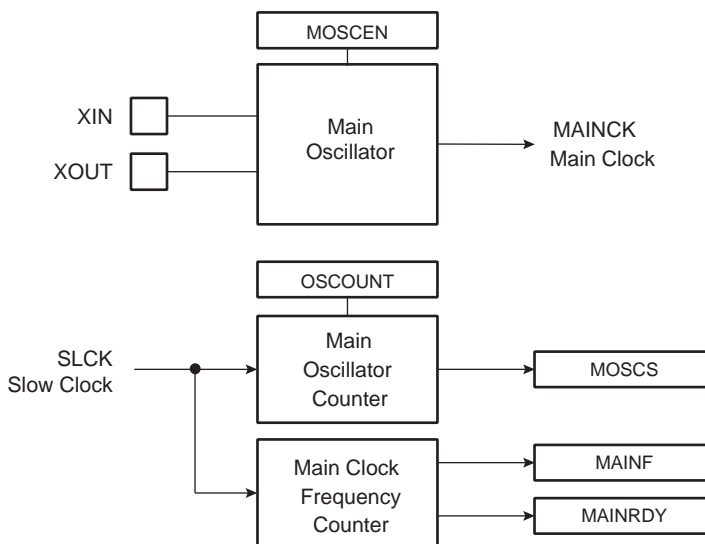 MOSCEN
XIN
XOUT
Main
Oscillator
MAINCK
Main Clock
OSCOUNT
SLCK
Slow Clock
Main
Oscillator
Counter
MOSCS
Main Clock
Frequency
Counter
MAINF
MAINRDY